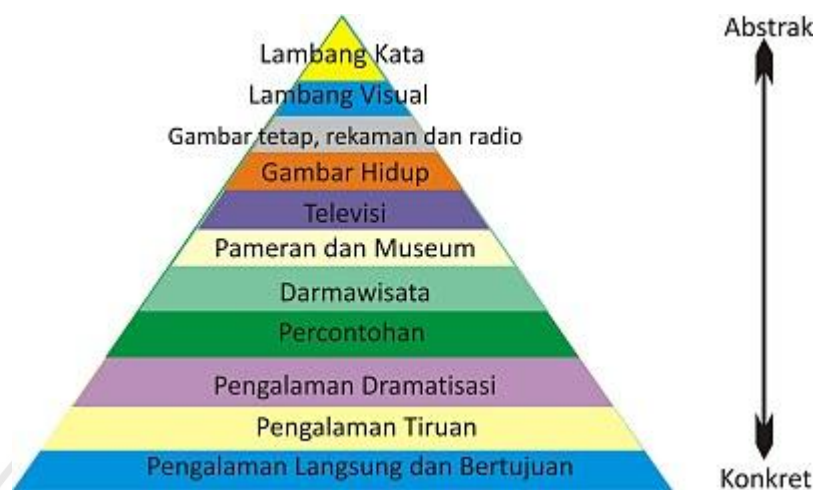 Abstrak
Lambang Kata
Lambang Visual
Gambar tetap, rekaman dan radio
Gambar Hidup
Televisi
Pameran dan Museum
Darmawisata
Percontohan
Pengalaman Dramatisasi
Pengalaman Tiruan
Pengalaman Langsung dan Bertujuan
Konkret